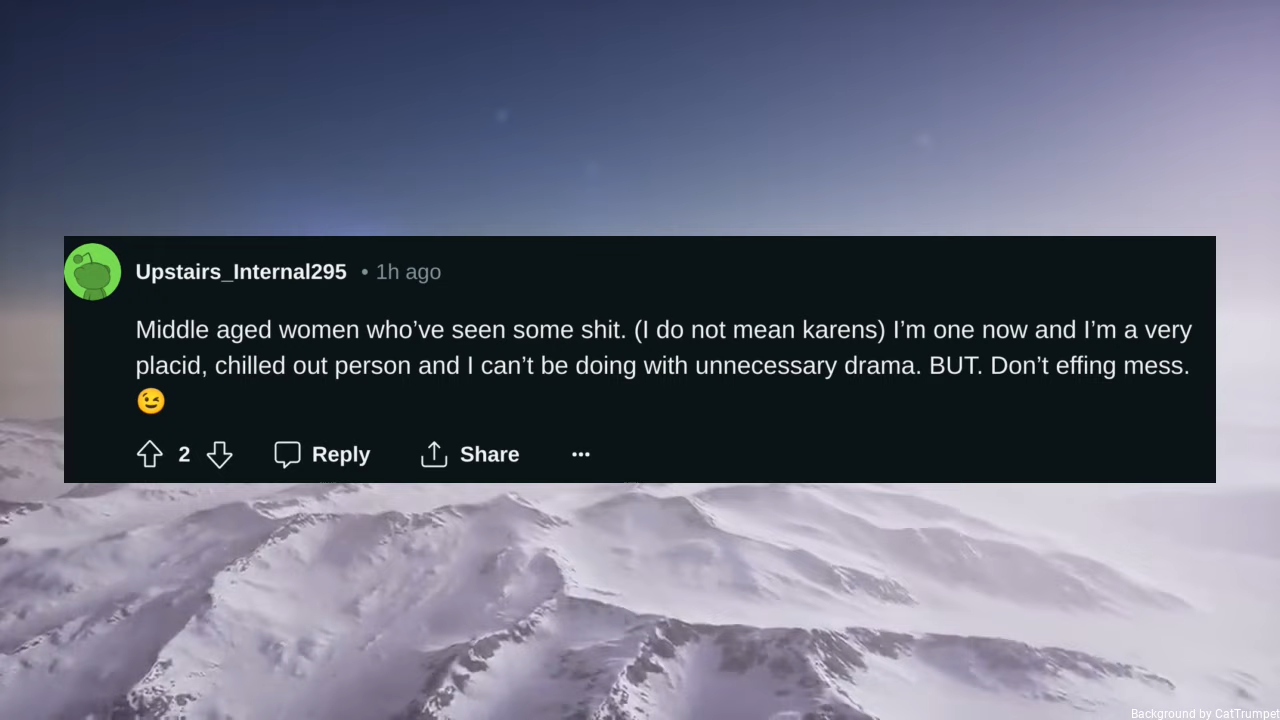 Upstairs_Internal295 • 1h ago
Middle aged women who’ve seen some shit. (I do not mean karens) I’m one now and I’m a very
placid, chilled out person and I can’t be doing with unnecessary drama. BUT. Don’t effing mess.
😉
2 Reply Share •••
Background by CatTrumpet